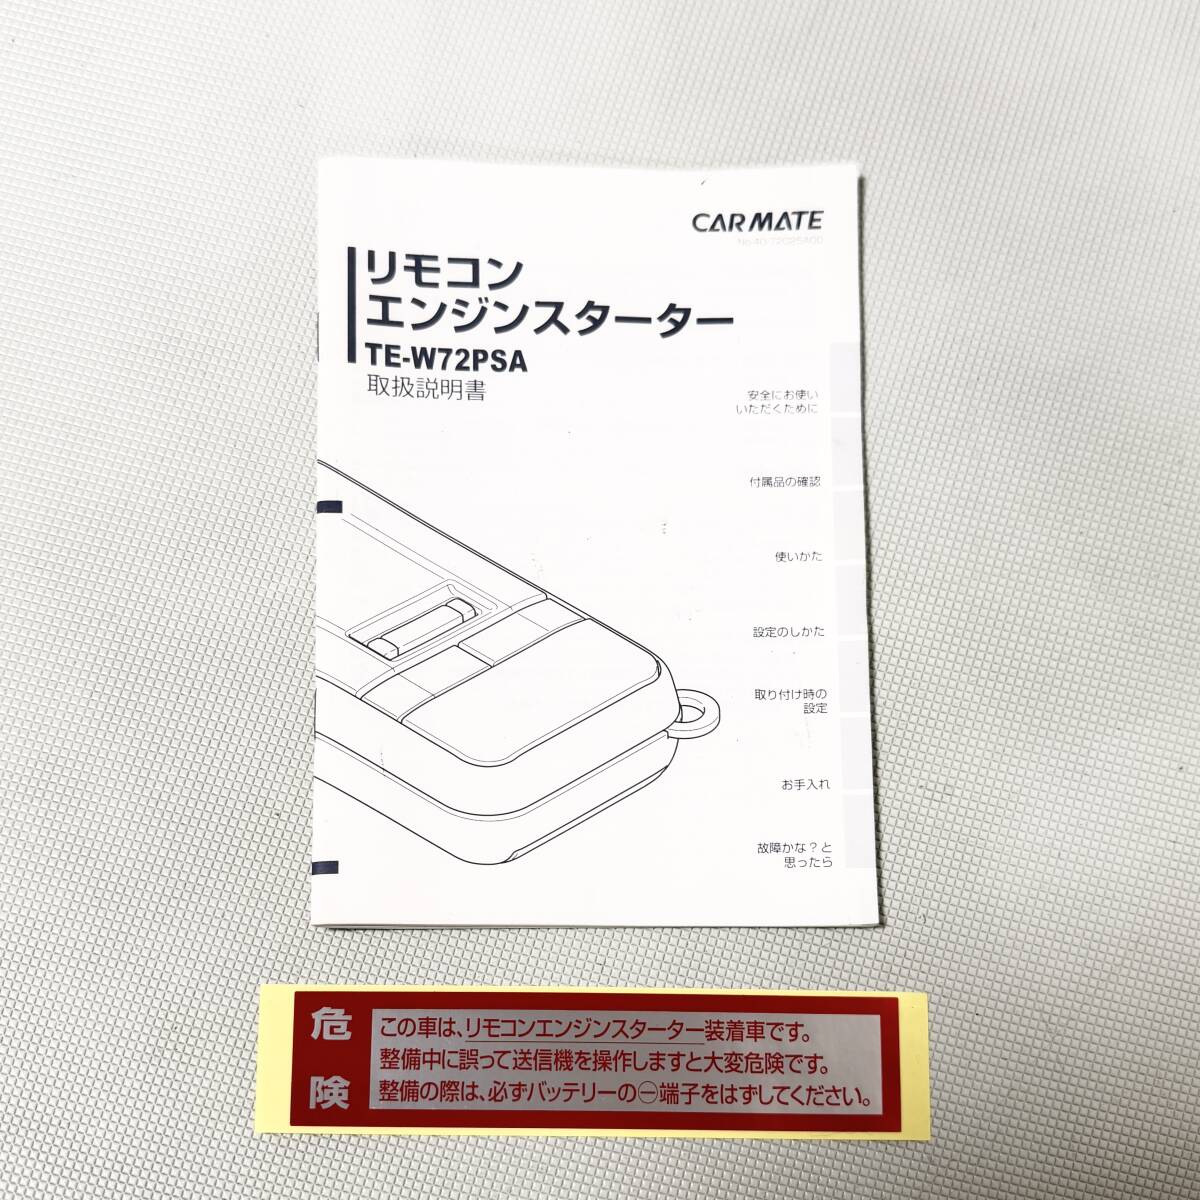 CARMATE
リモコン
エンジンスターター
TE-W72PSA
取扱説明書
安全にお使い
いただくために
付属品の確認
使いかた
設定のしかた
取り付け時の
設定
お手入れ
故障かな？と
思ったら
危険
この車は、リモコンエンジンスターター装着車です。
整備中に誤って送信機を操作しますと大変危険です。
整備の際は、必ずバッテリーの㊀端子をはずしてください。